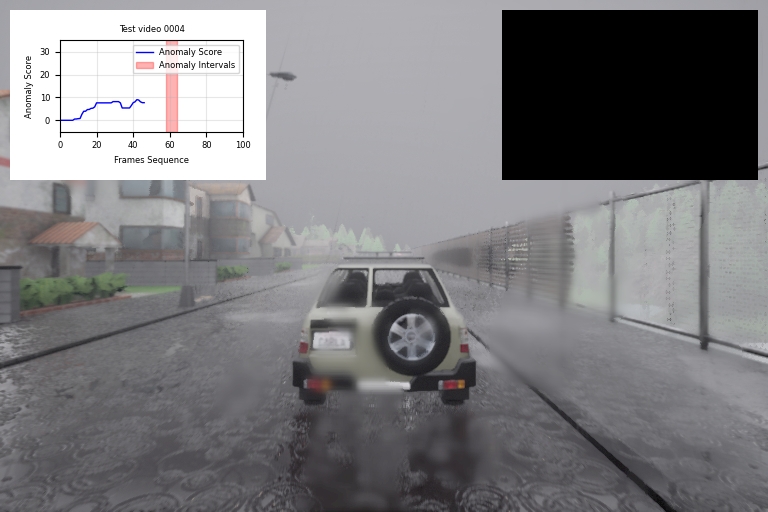 Test video 0004
Anomaly Score
Anomaly Intervals
Anomaly Score
30
20
10
0
0 20 40 60 80 100
Frames Sequence